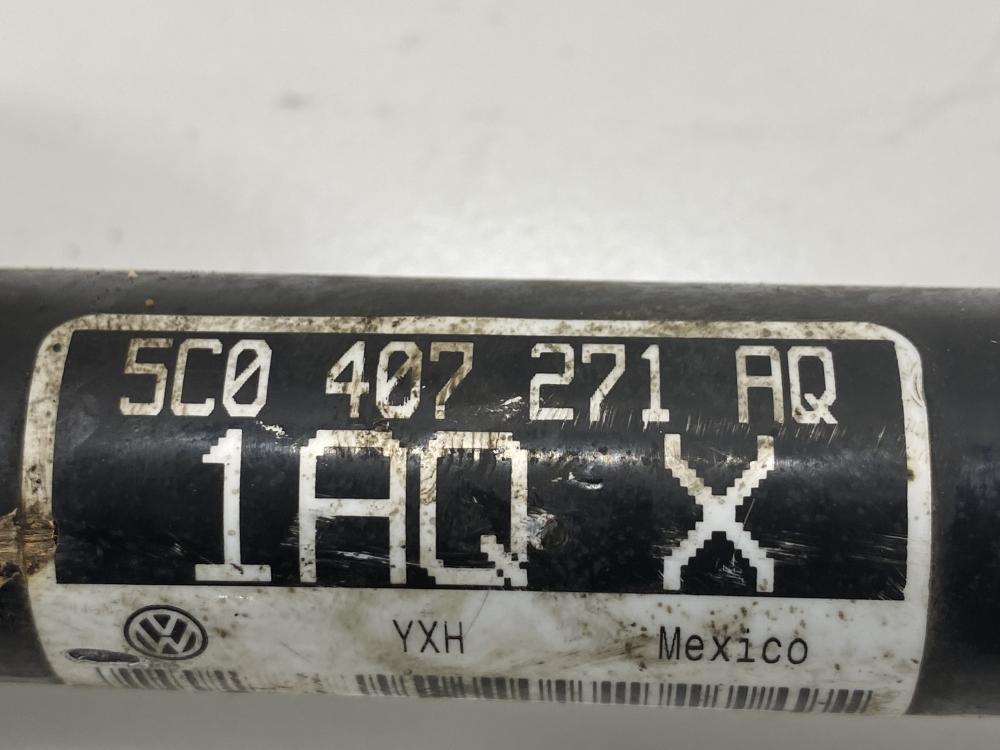 5C0 407 271 AQ
1AQ X
YXH Mexico